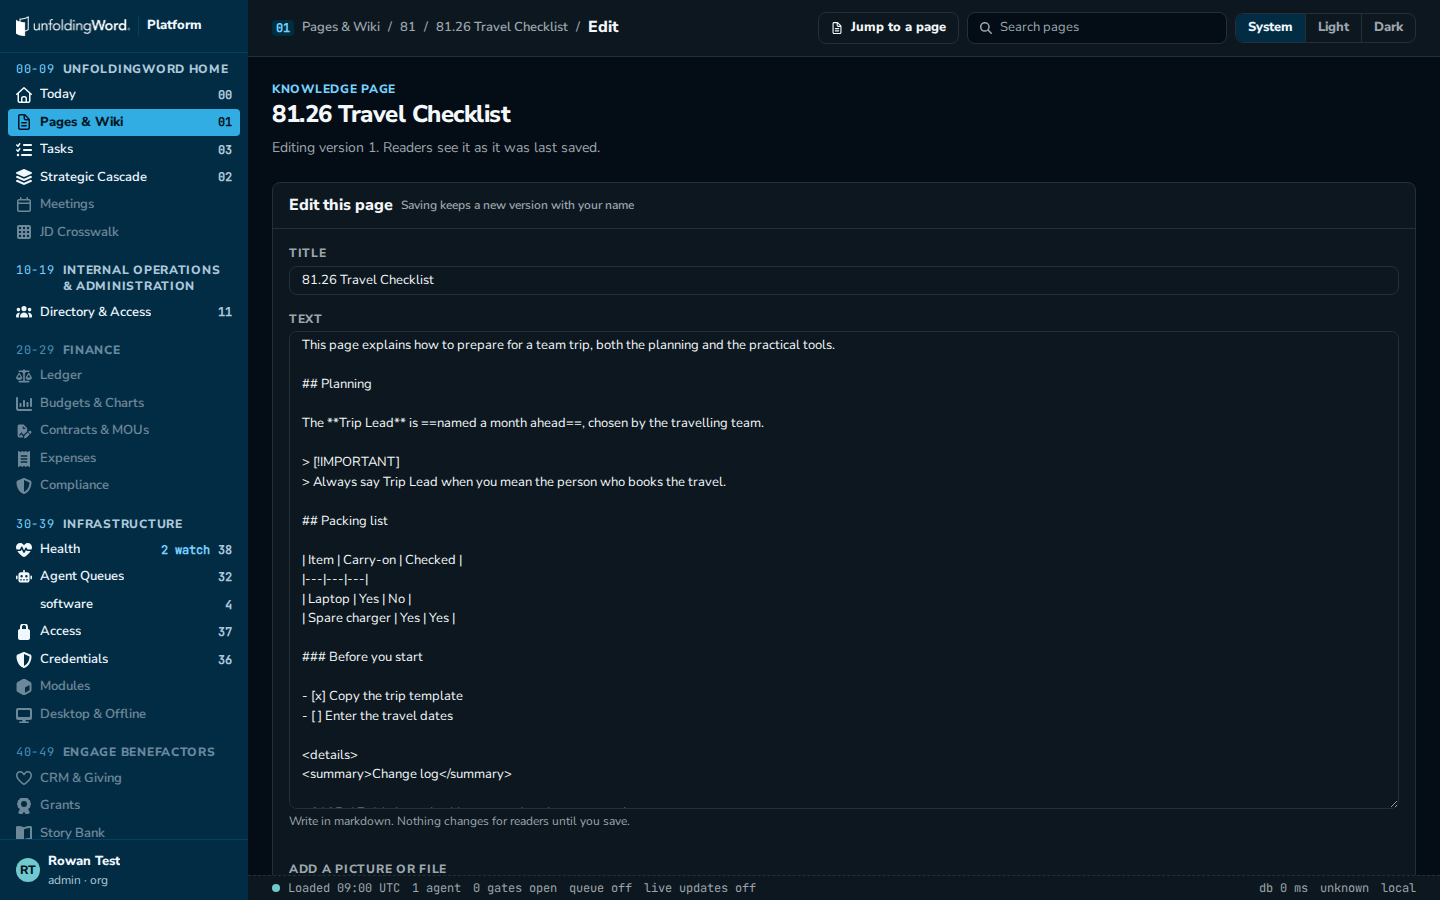 unfoldingWord. Platform
00-09 UNFOLDINGWORD HOME
Today 00
Pages & Wiki 01
Tasks 03
Strategic Cascade 02
Meetings
JD Crosswalk
10-19 INTERNAL OPERATIONS
& ADMINISTRATION
Directory & Access 11
20-29 FINANCE
Ledger
Budgets & Charts
Contracts & MOUs
Expenses
Compliance
30-39 INFRASTRUCTURE
Health 2 watch 38
Agent Queues 32
software 4
Access 37
Credentials 36
Modules
Desktop & Offline
40-49 ENGAGE BENEFACTORS
CRM & Giving
Grants
Story Bank
RT Rowan Test
admin · org
01 Pages & Wiki / 81 / 81.26 Travel Checklist / Edit
Jump to a page
Search pages
System Light Dark
KNOWLEDGE PAGE
81.26 Travel Checklist
Editing version 1. Readers see it as it was last saved.
Edit this page Saving keeps a new version with your name
TITLE
81.26 Travel Checklist
TEXT
This page explains how to prepare for a team trip, both the planning and the practical tools.
## Planning
The **Trip Lead** is ==named a month ahead==, chosen by the travelling team.
> [!IMPORTANT]
> Always say Trip Lead when you mean the person who books the travel.
## Packing list
| Item | Carry-on | Checked |
|---|---|---|
| Laptop | Yes | No |
| Spare charger | Yes | Yes |
### Before you start
- [x] Copy the trip template
- [ ] Enter the travel dates
<details>
<summary>Change log</summary>
Write in markdown. Nothing changes for readers until you save.
ADD A PICTURE OR FILE
Loaded 09:00 UTC 1 agent 0 gates open queue off live updates off
db 0 ms unknown local